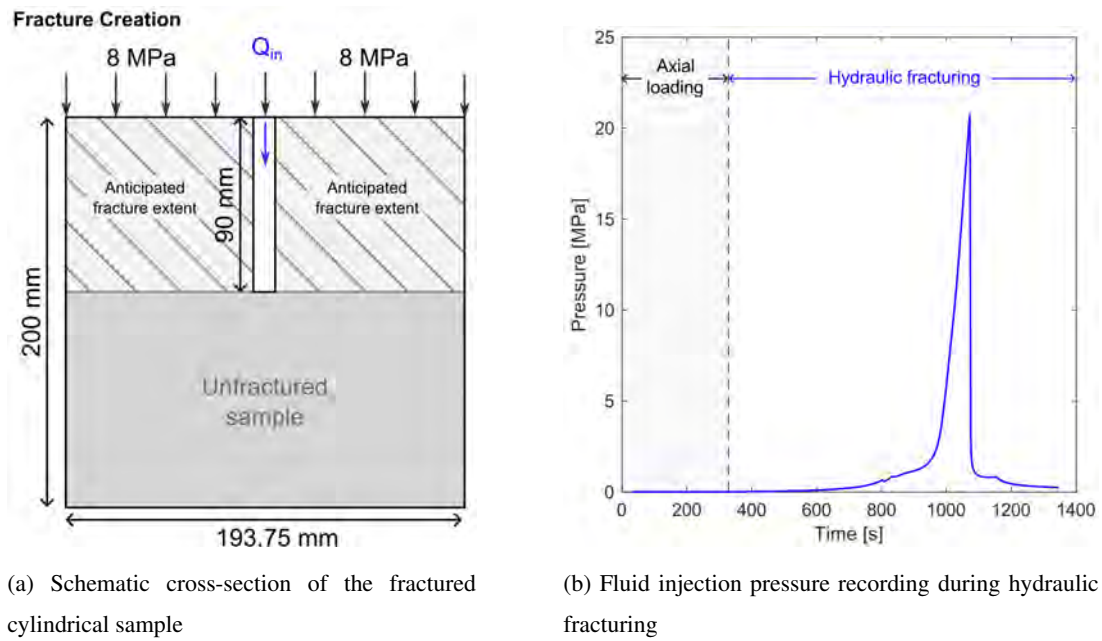 Fracture Creation
8 MPa
Q_in
8 MPa
Anticipated
fracture extent
90 mm
Anticipated
fracture extent
200 mm
Unfractured
sample
193.75 mm
25
20
15
10
5
0
Pressure [MPa]
Axial
loading
Hydraulic fracturing
0
200
400
600
800
1000
1200
1400
Time [s]
(a) Schematic cross-section of the fractured
cylindrical sample
(b) Fluid injection pressure recording during hydraulic
fracturing